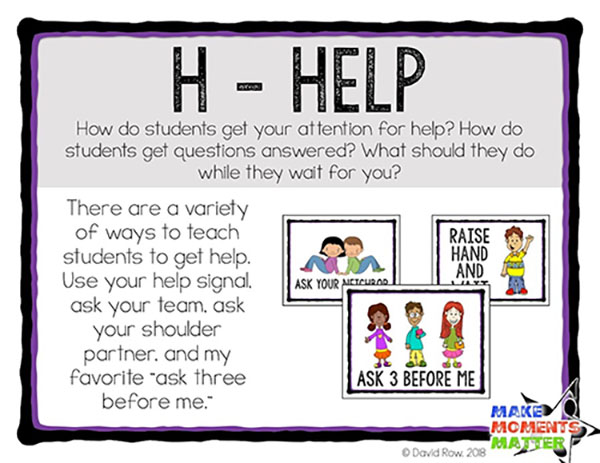 H - HELP
How do students get your attention for help? How do
students get questions answered? What should they do
while they wait for you?
There are a variety
of ways to teach
students to get help.
Use your help signal,
ask your team, ask
your shoulder
partner, and my
favorite "ask three
before me."
ASK YOUR NEIGHBOR
RAISE
HAND
AND
WAIT
ASK 3 BEFORE ME
MAKE
MOMENTS
MATTER
© David Row, 2018